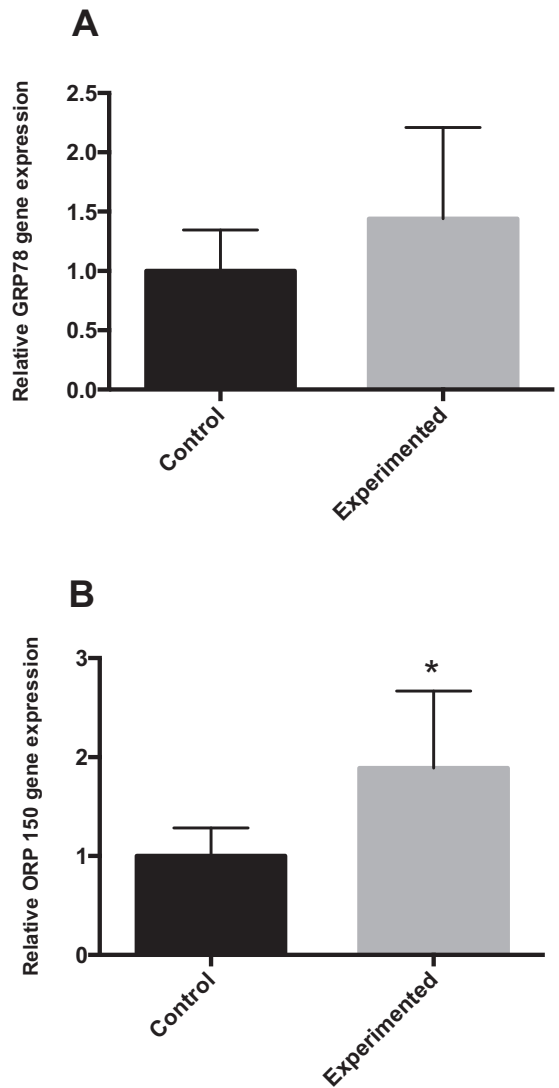 A
Relative GRP78 gene expression
2.5
2.0
1.5
1.0
0.5
0.0
Control
Experimented
B
Relative ORP 150 gene expression
3
*
2
1
0
Control
Experimented